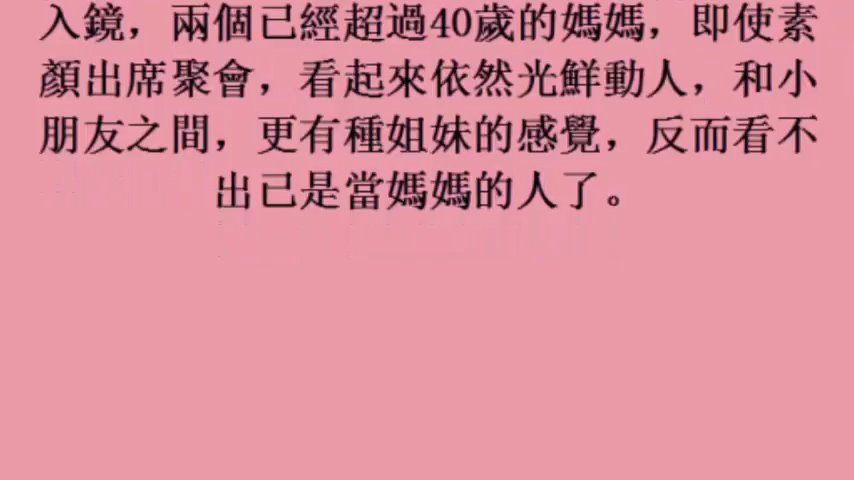 入鏡，兩個已經超過40歲的媽媽，即使素
顏出席聚會，看起來依然光鮮動人，和小
朋友之間，更有種姐妹的感覺，反而看不
出已是當媽媽的人了。